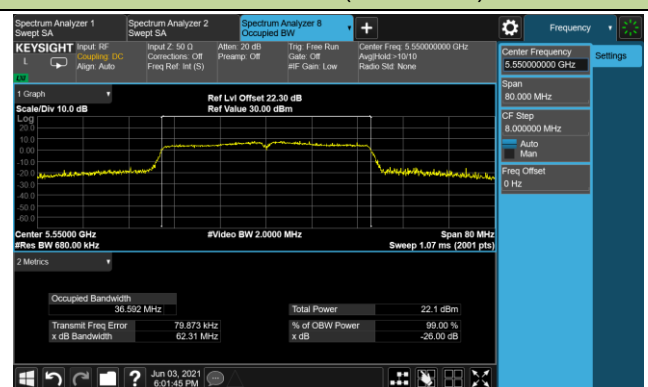 Spectrum Analyzer 1
Swept SA
Spectrum Analyzer 2
Swept SA
Spectrum Analyzer 8
Occupied BW
+
Frequency
KEYSIGHT
L
LXI
Input: RF
Coupling: DC
Align: Auto
Input Z: 50 Ω
Corrections: Off
Freq Ref: Int (S)
Atten: 20 dB
Preamp: Off
Trig: Free Run
Gate: Off
#IF Gain: Low
Center Freq: 5.550000000 GHz
Avg|Hold:>10/10
Radio Std: None
Center Frequency
5.550000000 GHz
Settings
Span
80.000 MHz
CF Step
8.000000 MHz
Auto
Man
Freq Offset
0 Hz
1 Graph
Scale/Div 10.0 dB
Ref Lvl Offset 22.30 dB
Ref Value 30.00 dBm
Log
20.0
10.0
0.00
-10.0
-20.0
-30.0
-40.0
-50.0
-60.0
Center 5.55000 GHz
#Video BW 2.0000 MHz
Span 80 MHz
#Res BW 680.00 kHz
Sweep 1.07 ms (2001 pts)
2 Metrics
Occupied Bandwidth
36.592 MHz
Total Power 22.1 dBm
Transmit Freq Error 79.873 kHz
% of OBW Power 99.00 %
x dB Bandwidth 62.31 MHz
x dB -26.00 dB
?
Jun 03, 2021
6:01:45 PM